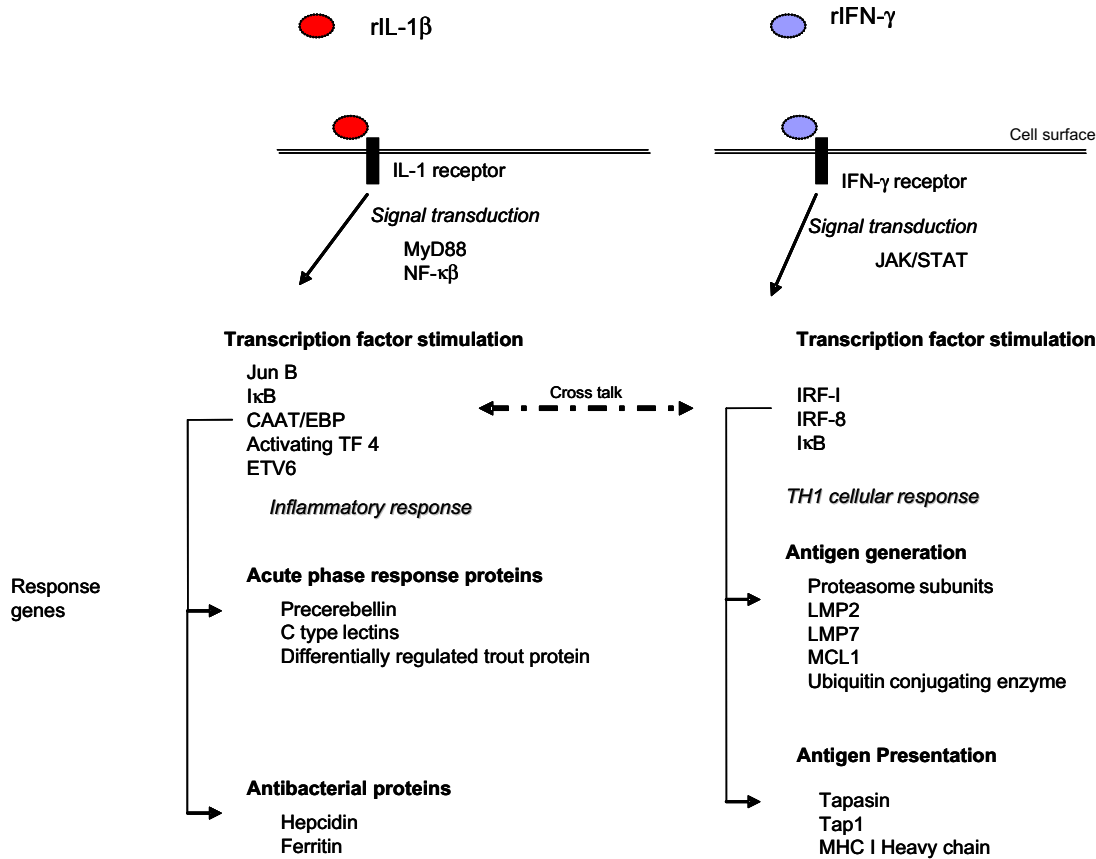 rIL-1β
rIFN-γ
Cell surface
IL-1 receptor
IFN-γ receptor
Signal transduction
MyD88
NF-κβ
Signal transduction
JAK/STAT
Transcription factor stimulation
Jun B
IκB
CAAT/EBP
Activating TF 4
ETV6
Cross talk
Transcription factor stimulation
IRF-I
IRF-8
IκB
Inflammatory response
TH1 cellular response
Response
genes
Acute phase response proteins
Precerebellin
C type lectins
Differentially regulated trout protein
Antigen generation
Proteasome subunits
LMP2
LMP7
MCL1
Ubiquitin conjugating enzyme
Antibacterial proteins
Hepcidin
Ferritin
Antigen Presentation
Tapasin
Tap1
MHC I Heavy chain